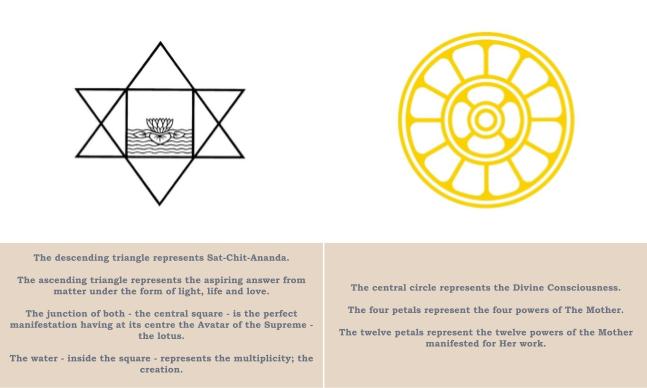 The descending triangle represents Sat-Chit-Ananda.
The ascending triangle represents the aspiring answer from
matter under the form of light, life and love.
The junction of both - the central square - is the perfect
manifestation having at its centre the Avatar of the Supreme -
the lotus.
The water - inside the square - represents the multiplicity; the
creation.
The central circle represents the Divine Consciousness.
The four petals represent the four powers of The Mother.
The twelve petals represent the twelve powers of the Mother
manifested for Her work.